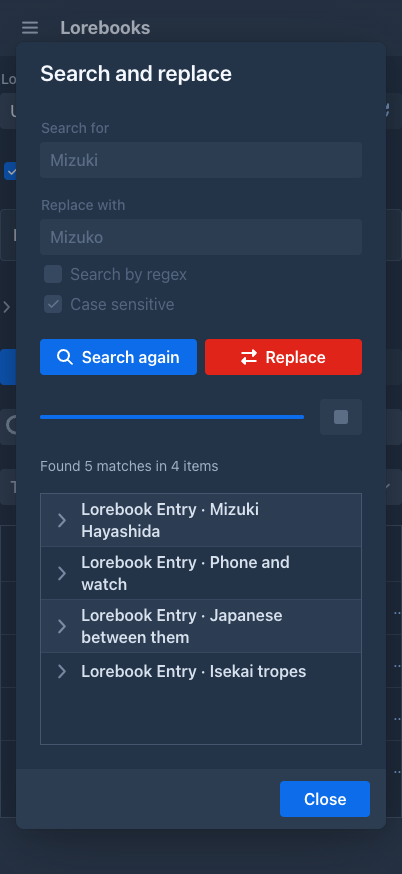 Lorebooks
Lo
Search and replace
Search for
Mizuki
Replace with
Mizuko
Search by regex
Case sensitive
Search again
Replace
Found 5 matches in 4 items
Lorebook Entry · Mizuki
Hayashida
Lorebook Entry · Phone and
watch
Lorebook Entry · Japanese
between them
Lorebook Entry · Isekai tropes
Close